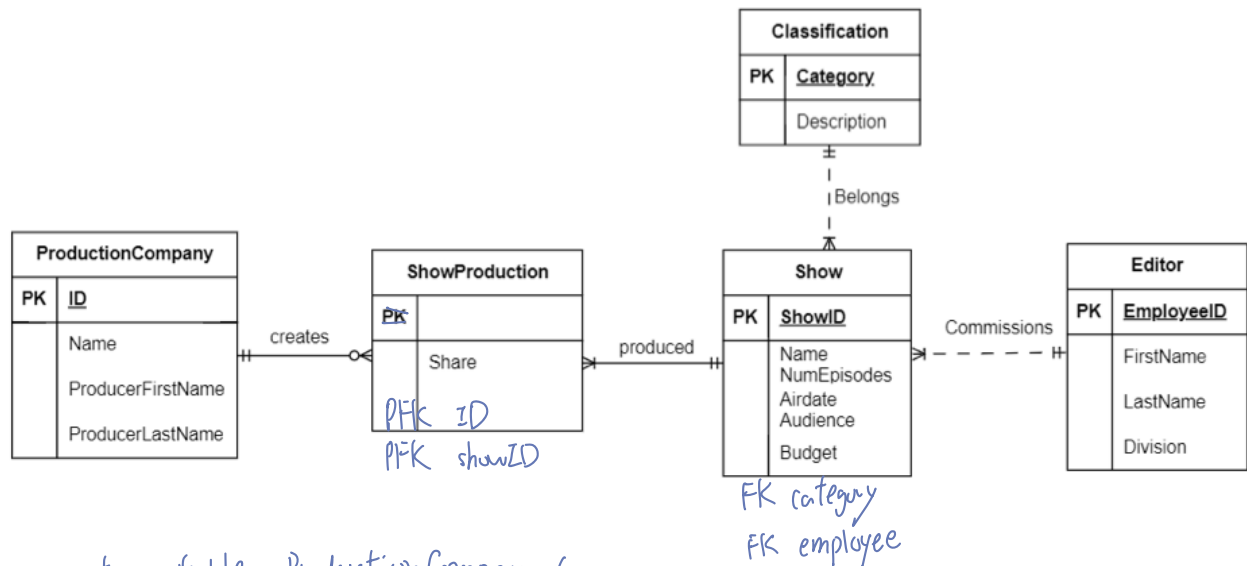 Classification
PK Category
Description
Belongs
ProductionCompany
PK ID
Name
ProducerFirstName
ProducerLastName
creates
ShowProduction
PK
Share
PFK ID
PFK showID
produced
Show
PK ShowID
Name
NumEpisodes
Airdate
Audience
Budget
FK category
FK employee
Commissions
Editor
PK EmployeeID
FirstName
LastName
Division